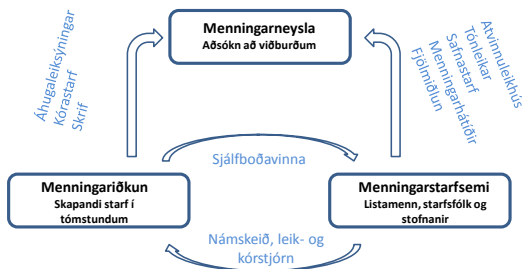 Menningarneysla
Aðsókn að viðburðum
Áhugaleiksýningar
Kórastarf
Skrif
Atvinnuleikhús
Tónleikar
Safnastarf
Menningarhátíðir
Fjölmiðlun
Sjálfboðavinna
Menningariðkun
Skapandi starf í
tómstundum
Menningarstarfsemi
Listamenn, starfsfólk og
stofnanir
Námskeið, leik- og
kórstjórn